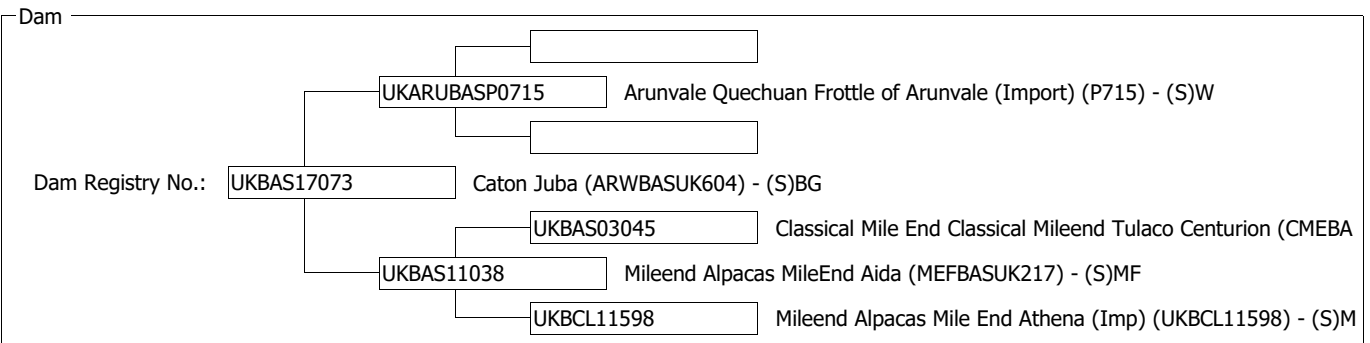 Dam
UKARUBASP0715 Arunvale Quechuan Frottle of Arunvale (Import) (P715) - (S)W
Dam Registry No.: UKBAS17073 Caton Juba (ARWBASUK604) - (S)BG
UKBAS03045 Classical Mile End Classical Mileend Tulaco Centurion (CMEBA
UKBAS11038 Mileend Alpacas MileEnd Aida (MEFBASUK217) - (S)MF
UKBCL11598 Mileend Alpacas Mile End Athena (Imp) (UKBCL11598) - (S)M